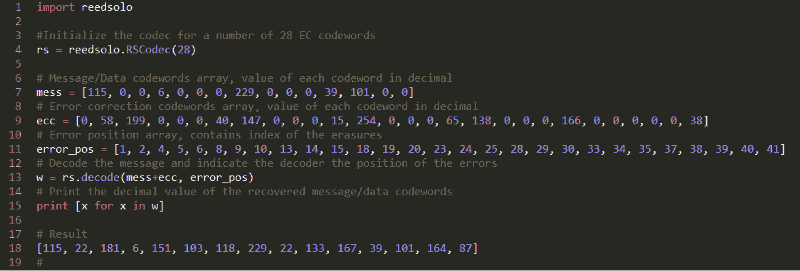 1 import reedsolo
2
3 #Initialize the codec for a number of 28 EC codewords
4 rs = reedsolo.RSCodec(28)
5
6 # Message/Data codewords array, value of each codeword in decimal
7 mess = [115, 0, 0, 6, 0, 0, 0, 229, 0, 0, 0, 39, 101, 0, 0]
8 # Error correction codewords array, value of each codeword in decimal
9 ecc = [0, 58, 199, 0, 0, 0, 40, 147, 0, 0, 0, 15, 254, 0, 0, 0, 65, 138, 0, 0, 0, 166, 0, 0, 0, 0, 0, 38]
10 # Error position array, contains index of the erasures
11 error_pos = [1, 2, 4, 5, 6, 8, 9, 10, 13, 14, 15, 18, 19, 20, 23, 24, 25, 28, 29, 30, 33, 34, 35, 37, 38, 39, 40, 41]
12 # Decode the message and indicate the decoder the position of the errors
13 w = rs.decode(mess+ecc, error_pos)
14 # Print the decimal value of the recovered message/data codewords
15 print [x for x in w]
16
17 # Result
18 [115, 22, 181, 6, 151, 103, 118, 229, 22, 133, 167, 39, 101, 164, 87]
19 #